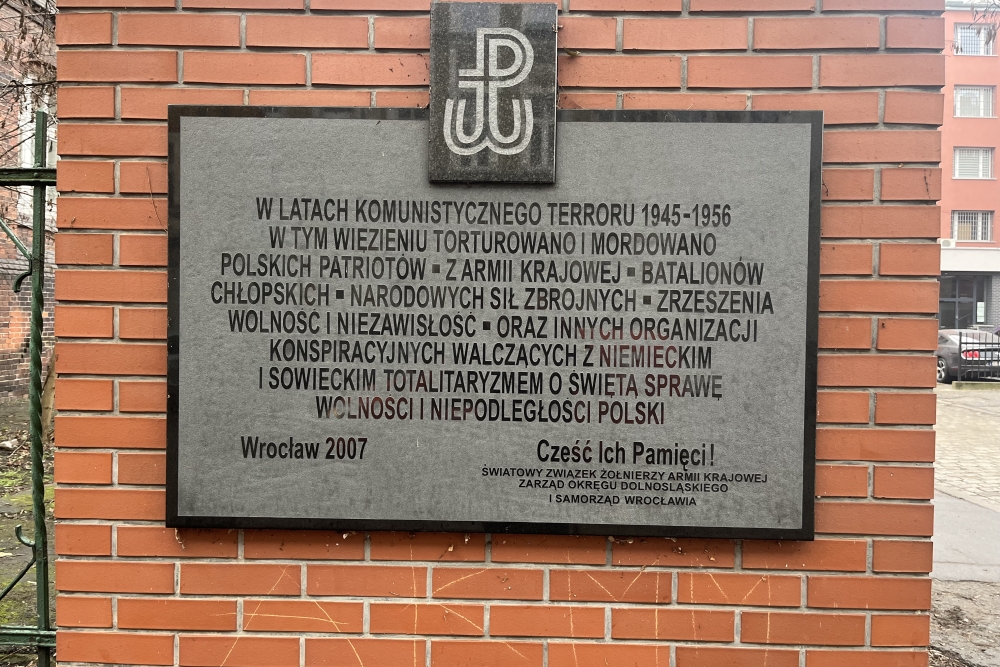 W LATACH KOMUNISTYCZNEGO TERRORU 1945-1956
W TYM WIĘZIENIU TORTUROWANO I MORDOWANO
POLSKICH PATRIOTÓW ▪ Z ARMII KRAJOWEJ ▪ BATALIONÓW
CHŁOPSKICH ▪ NARODOWYCH SIŁ ZBROJNYCH ▪ ZRZESZENIA
WOLNOŚĆ I NIEZAWISŁOŚĆ ▪ ORAZ INNYCH ORGANIZACJI
KONSPIRACYJNYCH WALCZĄCYCH Z NIEMIECKIM
I SOWIECKIM TOTALITARYZMEM O ŚWIĘTĄ SPRAWĘ
WOLNOŚCI I NIEPODLEGŁOŚCI POLSKI
Wrocław 2007
Cześć Ich Pamięci!
ŚWIATOWY ZWIĄZEK ŻOŁNIERZY ARMII KRAJOWEJ
ZARZĄD OKRĘGU DOLNOŚLĄSKIEGO
I SAMORZĄD WROCŁAWIA